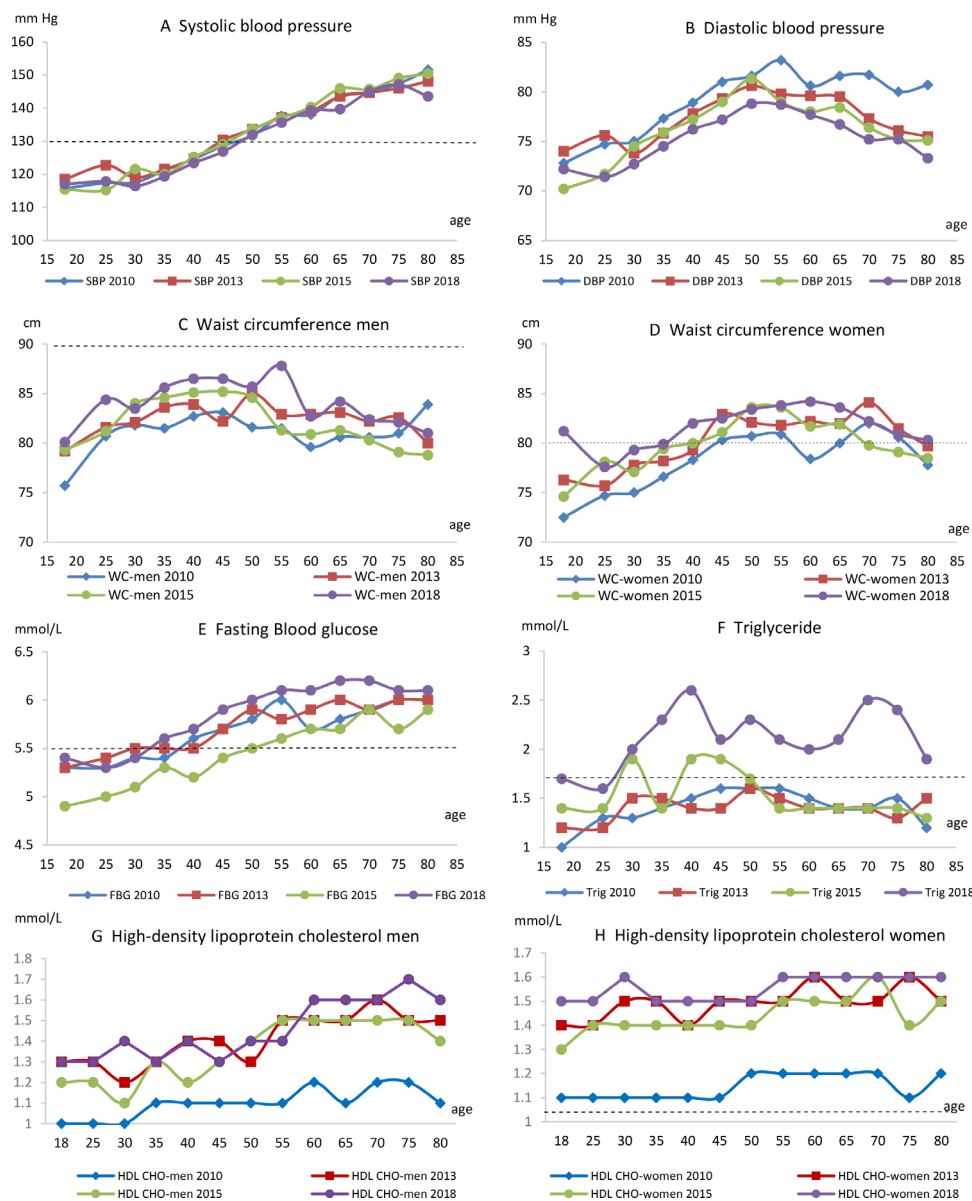 mm Hg
A Systolic blood pressure
160
150
140
130
120
110
100
age
15 20 25 30 35 40 45 50 55 60 65 70 75 80 85
SBP 2010 SBP 2013 SBP 2015 SBP 2018
mm Hg
B Diastolic blood pressure
85
80
75
70
65
age
15 20 25 30 35 40 45 50 55 60 65 70 75 80 85
DBP 2010 DBP 2013 DBP 2015 DBP 2018
cm
C Waist circumference men
90
85
80
75
70
age
15 20 25 30 35 40 45 50 55 60 65 70 75 80 85
WC-men 2010 WC-men 2013
WC-men 2015 WC-men 2018
cm
D Waist circumference women
90
85
80
75
70
age
15 20 25 30 35 40 45 50 55 60 65 70 75 80 85
WC-women 2010 WC-women 2013
WC-women 2015 WC-women 2018
mmol/L
E Fasting Blood glucose
6.5
6
5.5
5
4.5
age
15 20 25 30 35 40 45 50 55 60 65 70 75 80 85
FBG 2010 FBG 2013 FBG 2015 FBG 2018
mmol/L
F Triglyceride
3
2.5
2
1.5
1
age
15 20 25 30 35 40 45 50 55 60 65 70 75 80 85
Trig 2010 Trig 2013 Trig 2015 Trig 2018
mmol/L
G High-density lipoprotein cholesterol men
1.8
1.7
1.6
1.5
1.4
1.3
1.2
1.1
1
age
18 25 30 35 40 45 50 55 60 65 70 75 80
HDL CHO-men 2010 HDL CHO-men 2013
HDL CHO-men 2015 HDL CHO-men 2018
mmol/L
H High-density lipoprotein cholesterol women
1.7
1.6
1.5
1.4
1.3
1.2
1.1
1
age
18 25 30 35 40 45 50 55 60 65 70 75 80
HDL CHO-women 2010 HDL CHO-women 2013
HDL CHO-women 2015 HDL CHO-women 2018